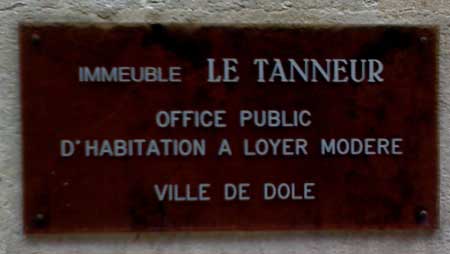 IMMEUBLE LE TANNEUR
OFFICE PUBLIC
D'HABITATION A LOYER MODERE
VILLE DE DOLE